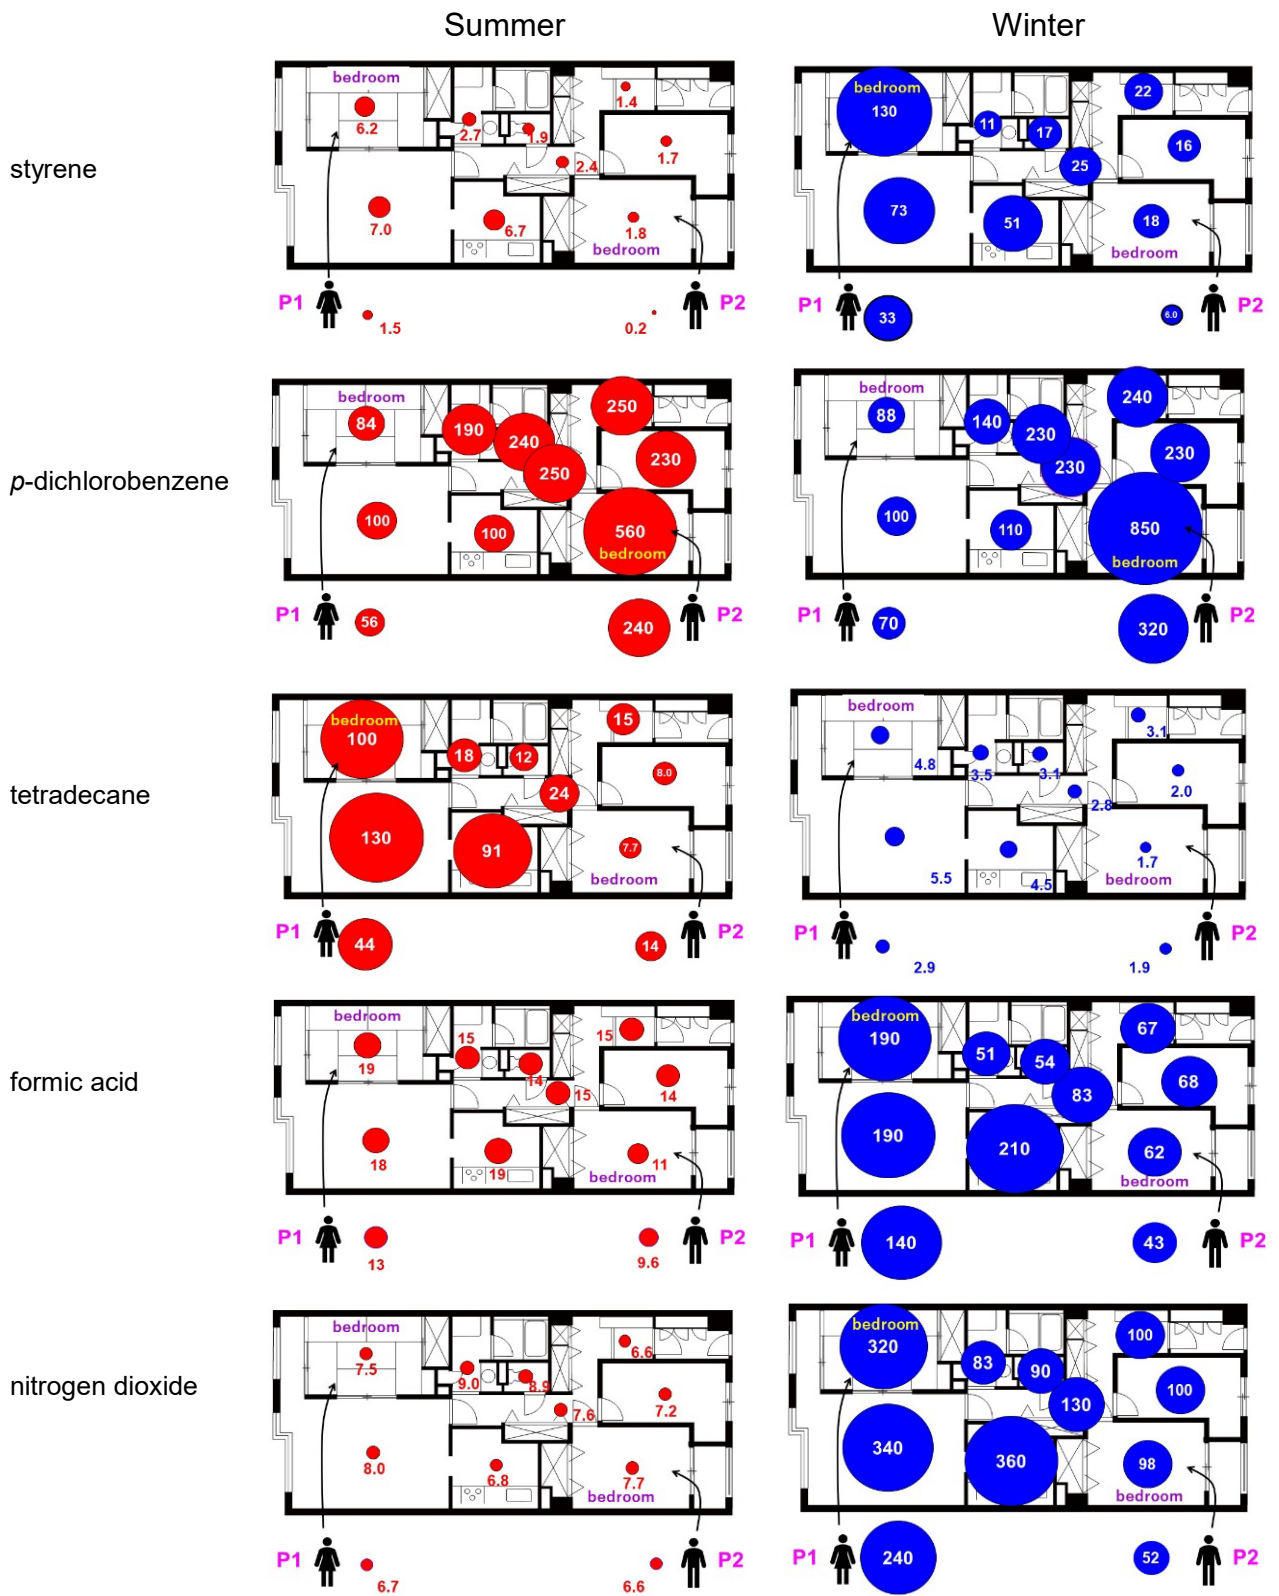 Summer Winter
styrene
bedroom
6.2
2.7
1.9
1.4
1.7
2.4
7.0
6.7
1.8
bedroom
P1
1.5
0.2
P2
bedroom
130
11
17
22
16
25
73
51
18
bedroom
P1
33
6.0
P2
p-dichlorobenzene
bedroom
84
190
240
250
250
230
100
100
560
bedroom
P1
56
240
P2
bedroom
88
140
230
240
230
230
100
110
850
bedroom
P1
70
320
P2
tetradecane
bedroom
100
18
12
15
8.0
24
130
91
7.7
bedroom
P1
44
14
P2
bedroom
4.8
3.5
3.1
3.1
2.0
2.8
5.5
4.5
1.7
bedroom
P1
2.9
1.9
P2
formic acid
bedroom
19
15
14
15
14
15
18
19
11
bedroom
P1
13
9.6
P2
bedroom
190
51
54
67
68
83
190
210
62
bedroom
P1
140
43
P2
nitrogen dioxide
bedroom
7.5
9.0
8.9
6.6
7.2
7.6
8.0
6.8
7.7
bedroom
P1
6.7
6.6
P2
bedroom
320
83
90
100
100
130
340
360
98
bedroom
P1
240
52
P2